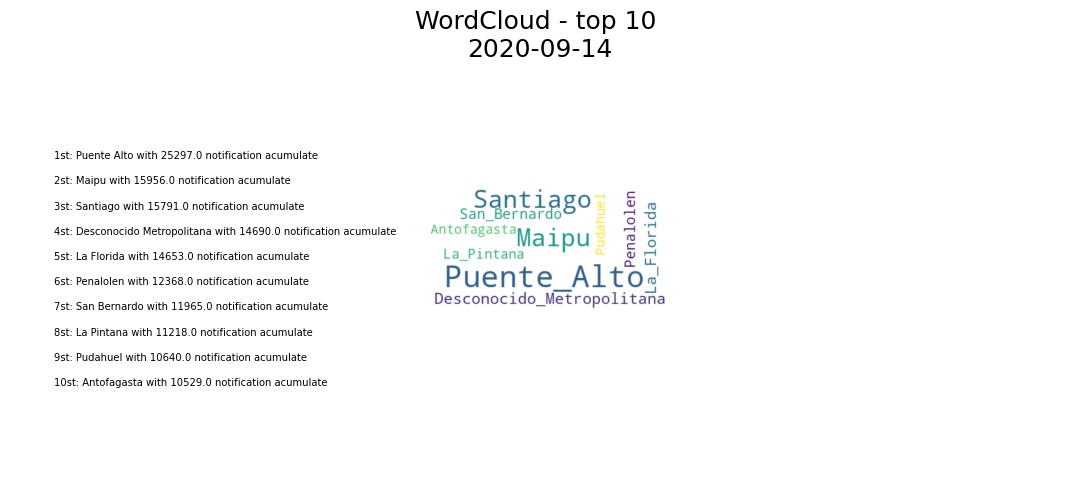 WordCloud - top 10
2020-09-14
1st: Puente Alto with 25297.0 notification acumulate
2st: Maipu with 15956.0 notification acumulate
3st: Santiago with 15791.0 notification acumulate
4st: Desconocido Metropolitana with 14690.0 notification acumulate
5st: La Florida with 14653.0 notification acumulate
6st: Penalolen with 12368.0 notification acumulate
7st: San Bernardo with 11965.0 notification acumulate
8st: La Pintana with 11218.0 notification acumulate
9st: Pudahuel with 10640.0 notification acumulate
10st: Antofagasta with 10529.0 notification acumulate
Santiago
San_Bernardo
Antofagasta
Maipu
La_Pintana
Puente_Alto
Desconocido_Metropolitana
Pudahuel
Penalolen
La_Florida